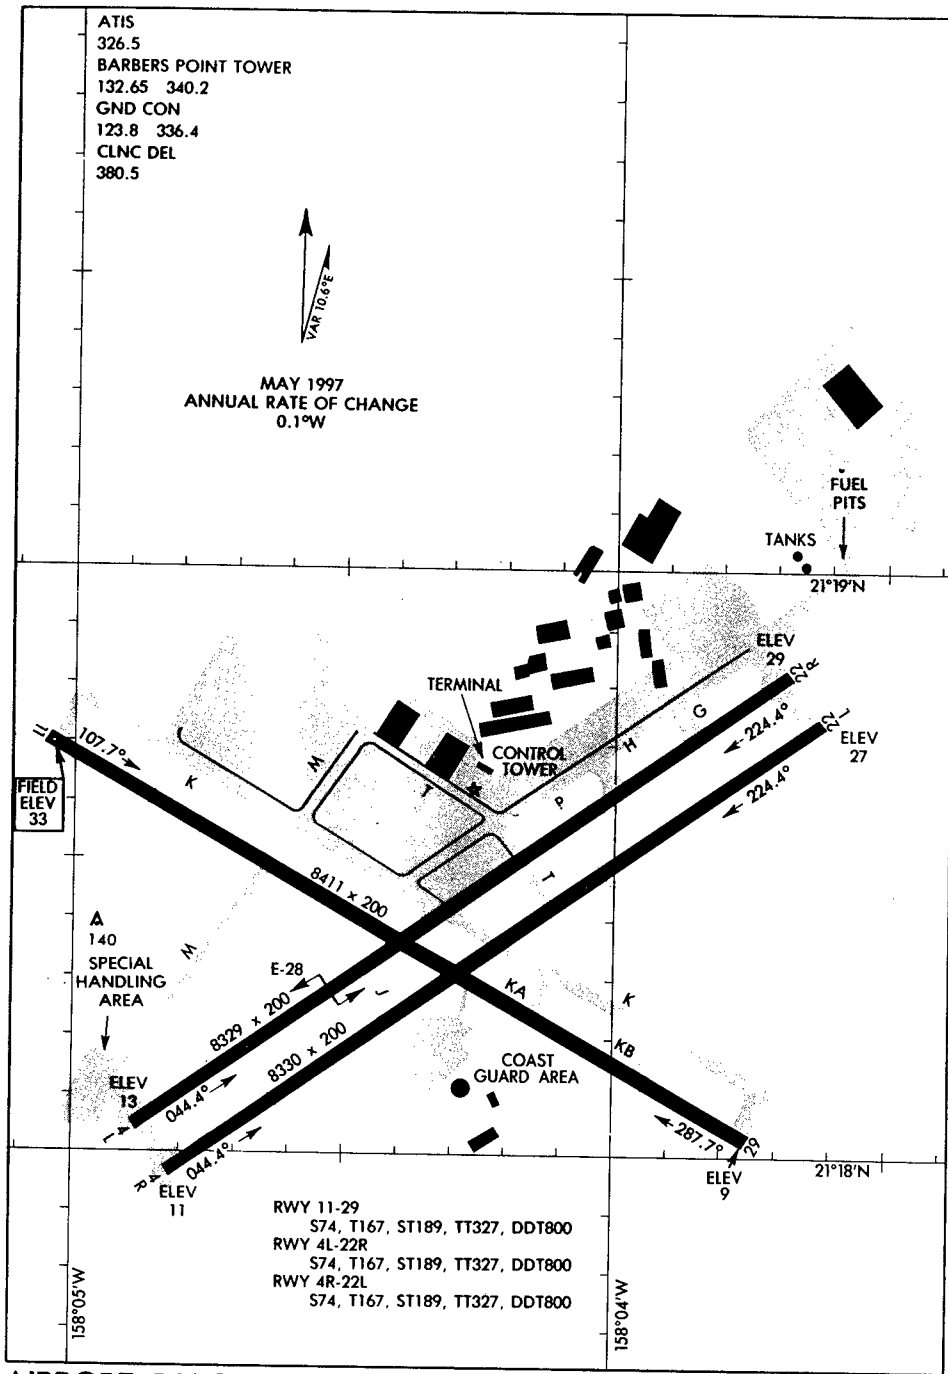 ATIS
326.5
BARBERS POINT TOWER
132.65 340.2
GND CON
123.8 336.4
CLNC DEL
380.5
VAR 10.6°E
MAY 1997
ANNUAL RATE OF CHANGE
0.1°W
FUEL
PITS
TANKS
21°19'N
ELEV
29
22
R
TERMINAL
G
224.4°
22
L
ELEV
27
11
107.7°
M
H
CONTROL
TOWER
K
T
P
224.4°
FIELD
ELEV
33
8411 x 200
T
A
140
M
SPECIAL
HANDLING
AREA
E-28
KA
K
L
8329 x 200
8330 x 200
KB
COAST
GUARD AREA
ELEV
13
044.4°
4
L
287.7°
29
044.4°
4
R
ELEV
11
ELEV
9
21°18'N
RWY 11-29
S74, T167, ST189, TT327, DDT800
RWY 4L-22R
S74, T167, ST189, TT327, DDT800
RWY 4R-22L
S74, T167, ST189, TT327, DDT800
158°05'W
158°04'W